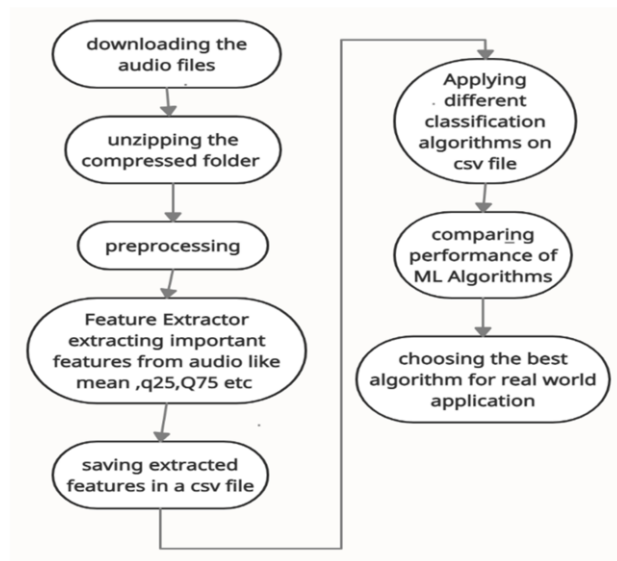 downloading the
audio files
unzipping the
compressed folder
preprocessing
Feature Extractor
extracting important
features from audio like
mean ,q25,Q75 etc
saving extracted
features in a csv file
Applying
different
classification
algorithms on
csv file
comparing
performance of
ML Algorithms
choosing the best
algorithm for real world
application